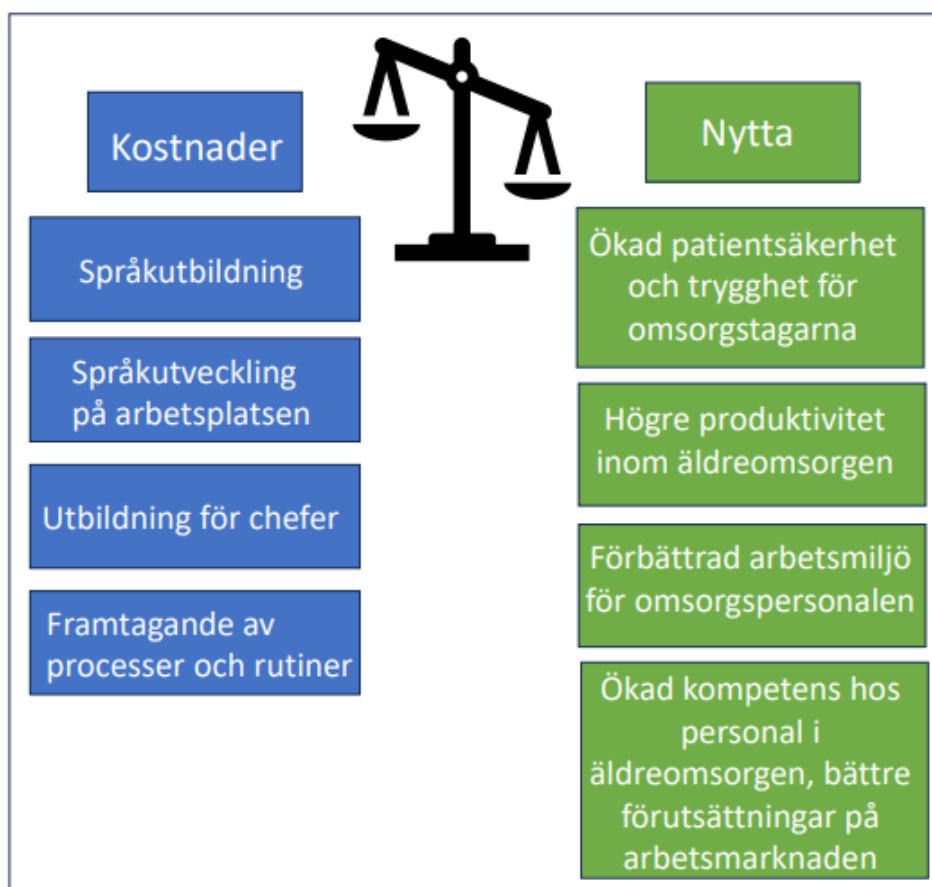 Kostnader
Språkutbildning
Språkutveckling
på arbetsplatsen
Utbildning för chefer
Framtagande av
processer och rutiner
Nytta
Ökad patientsäkerhet
och trygghet för
omsorgstagarna
Högre produktivitet
inom äldreomsorgen
Förbättrad arbetsmiljö
för omsorgspersonalen
Ökad kompetens hos
personal i
äldreomsorgen, bättre
förutsättningar på
arbetsmarknaden